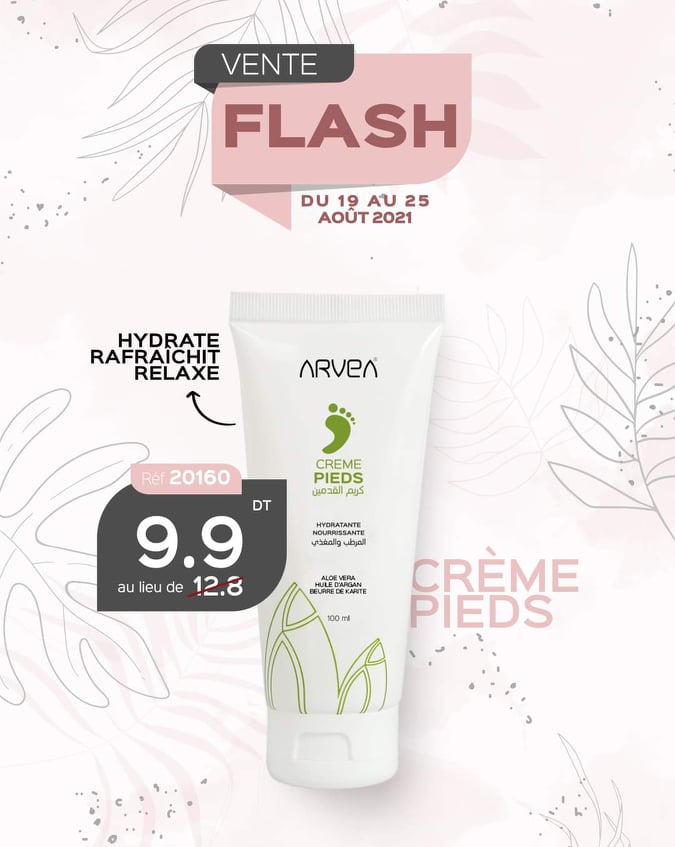 VENTE
FLASH
DU 19 AU 25
AOÛT 2021
HYDRATE
RAFRAÎCHIT
RELAXE
ARVEA®
CREME
PIEDS
كريم القدمين
HYDRATANTE
NOURRISSANTE
المرطب والمغذي
ALOE VERA
HUILE D'ARGAN
BEURRE DE KARITE
100 ml
Réf 20160
9.9 DT
au lieu de 12.8
CRÈME
PIEDS